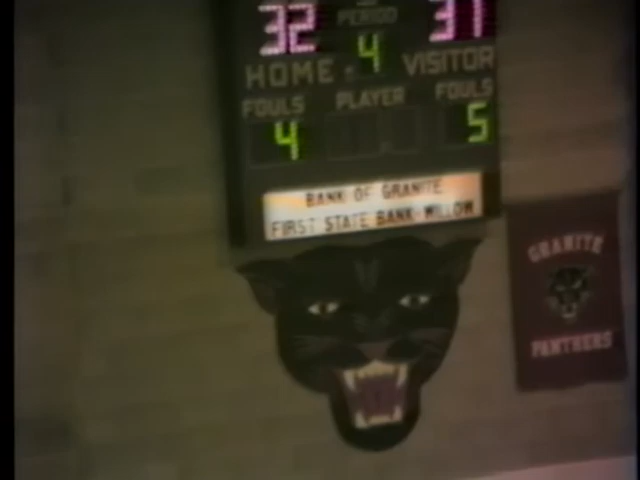 32 PERIOD 31
4
HOME VISITOR
FOULS PLAYER FOULS
4 5
BANK OF GRANITE
FIRST STATE BANK-WILLOW
GRANITE
PANTHERS